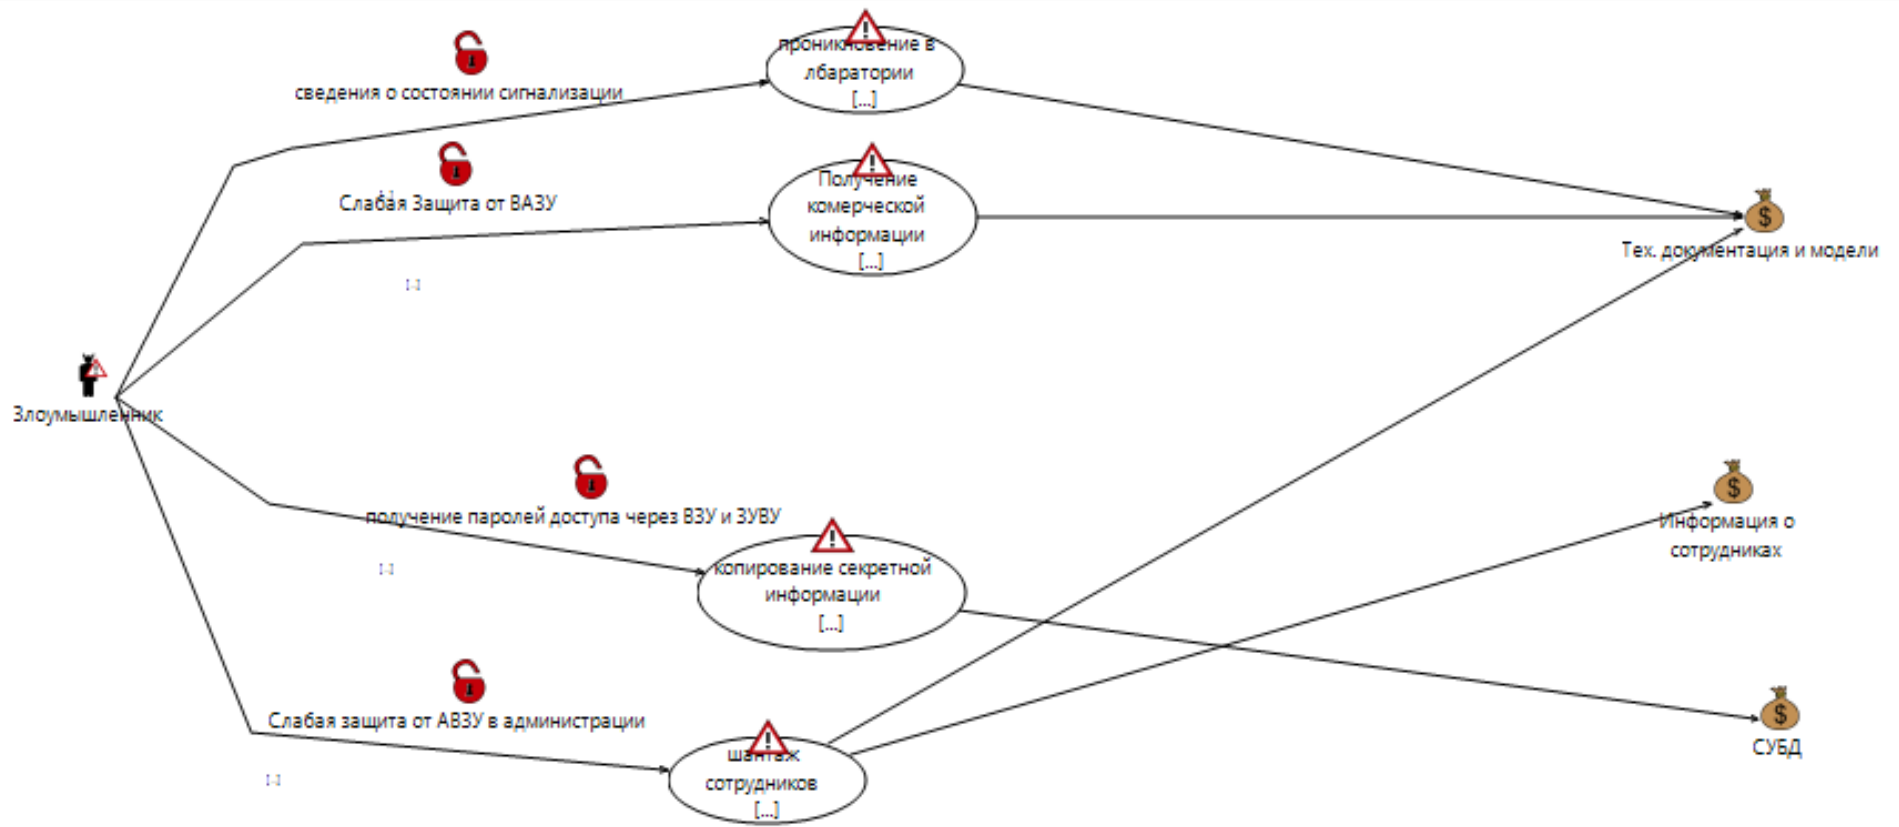 сведения о состоянии сигнализации
проникновение в
лбаратории
[...]
Слабая Защита от ВАЗУ
Получение
комерческой
информации
[...]
Тех. документация и модели
Злоумышленник
получение паролей доступа через ВЗУ и ЗУВУ
копирование секретной
информации
[...]
Информация о
сотрудниках
Слабая защита от АВЗУ в администрации
шантаж
сотрудников
[...]
СУБД